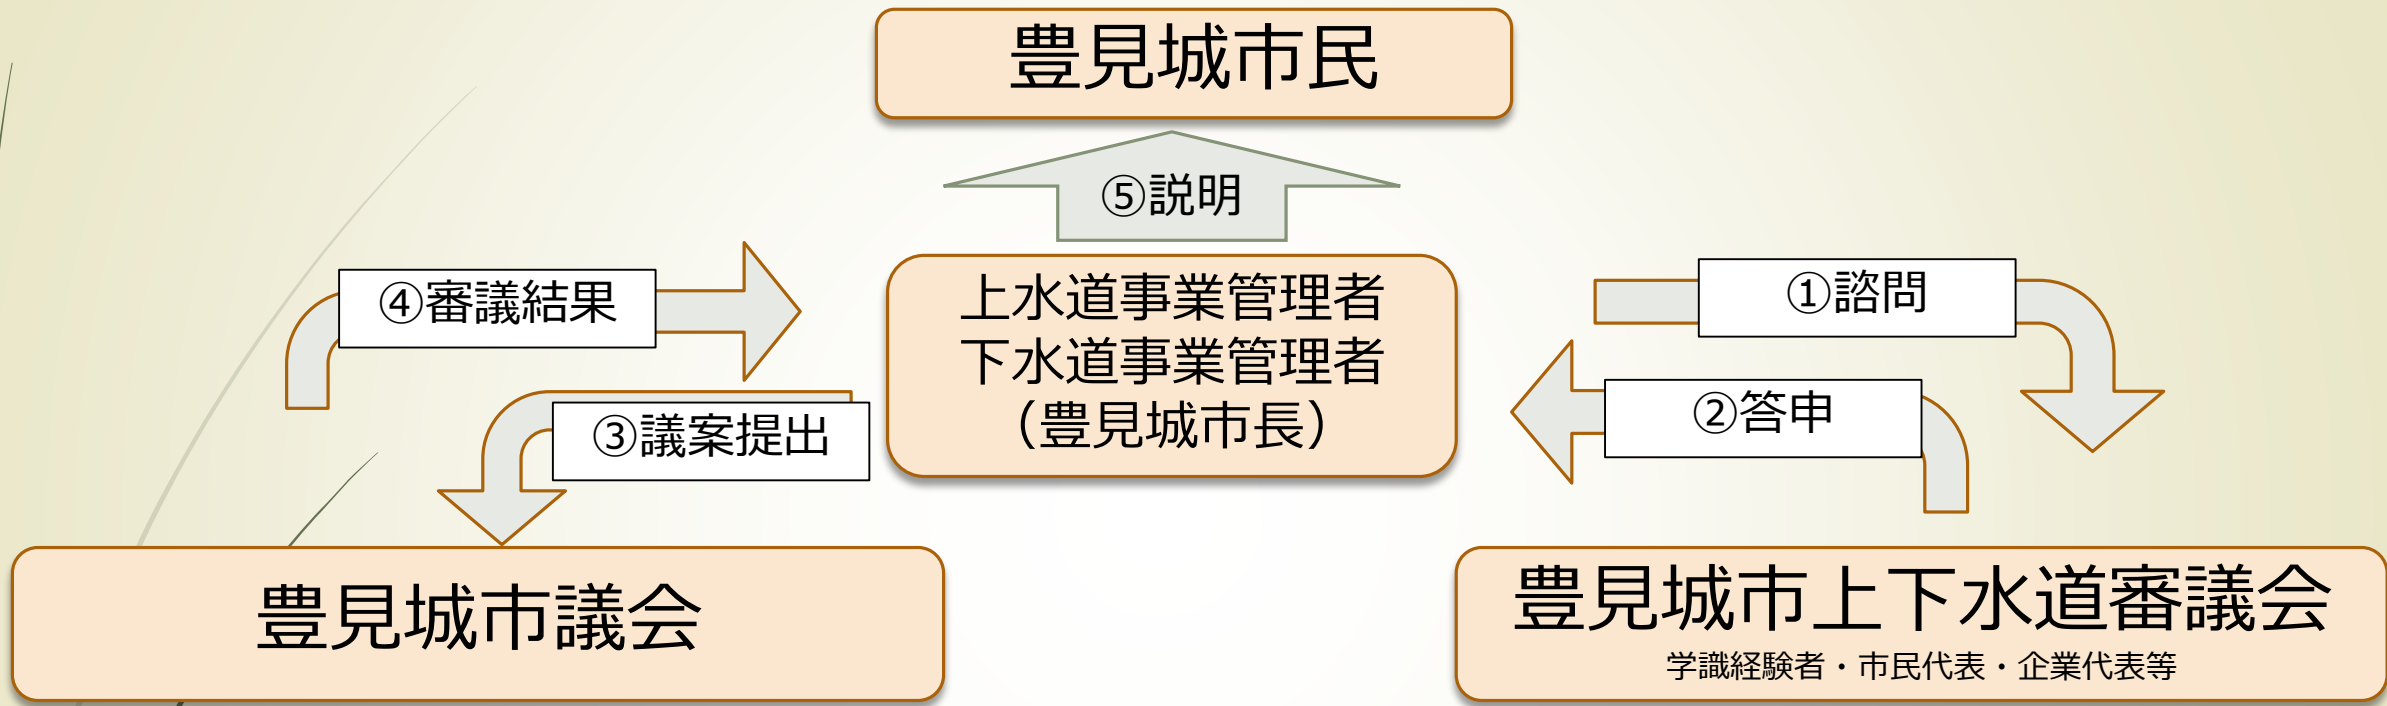 豊見城市民
⑤説明
④審議結果
①諮問
上水道事業管理者
下水道事業管理者
（豊見城市長）
③議案提出
②答申
豊見城市議会
豊見城市上下水道審議会
学識経験者・市民代表・企業代表等